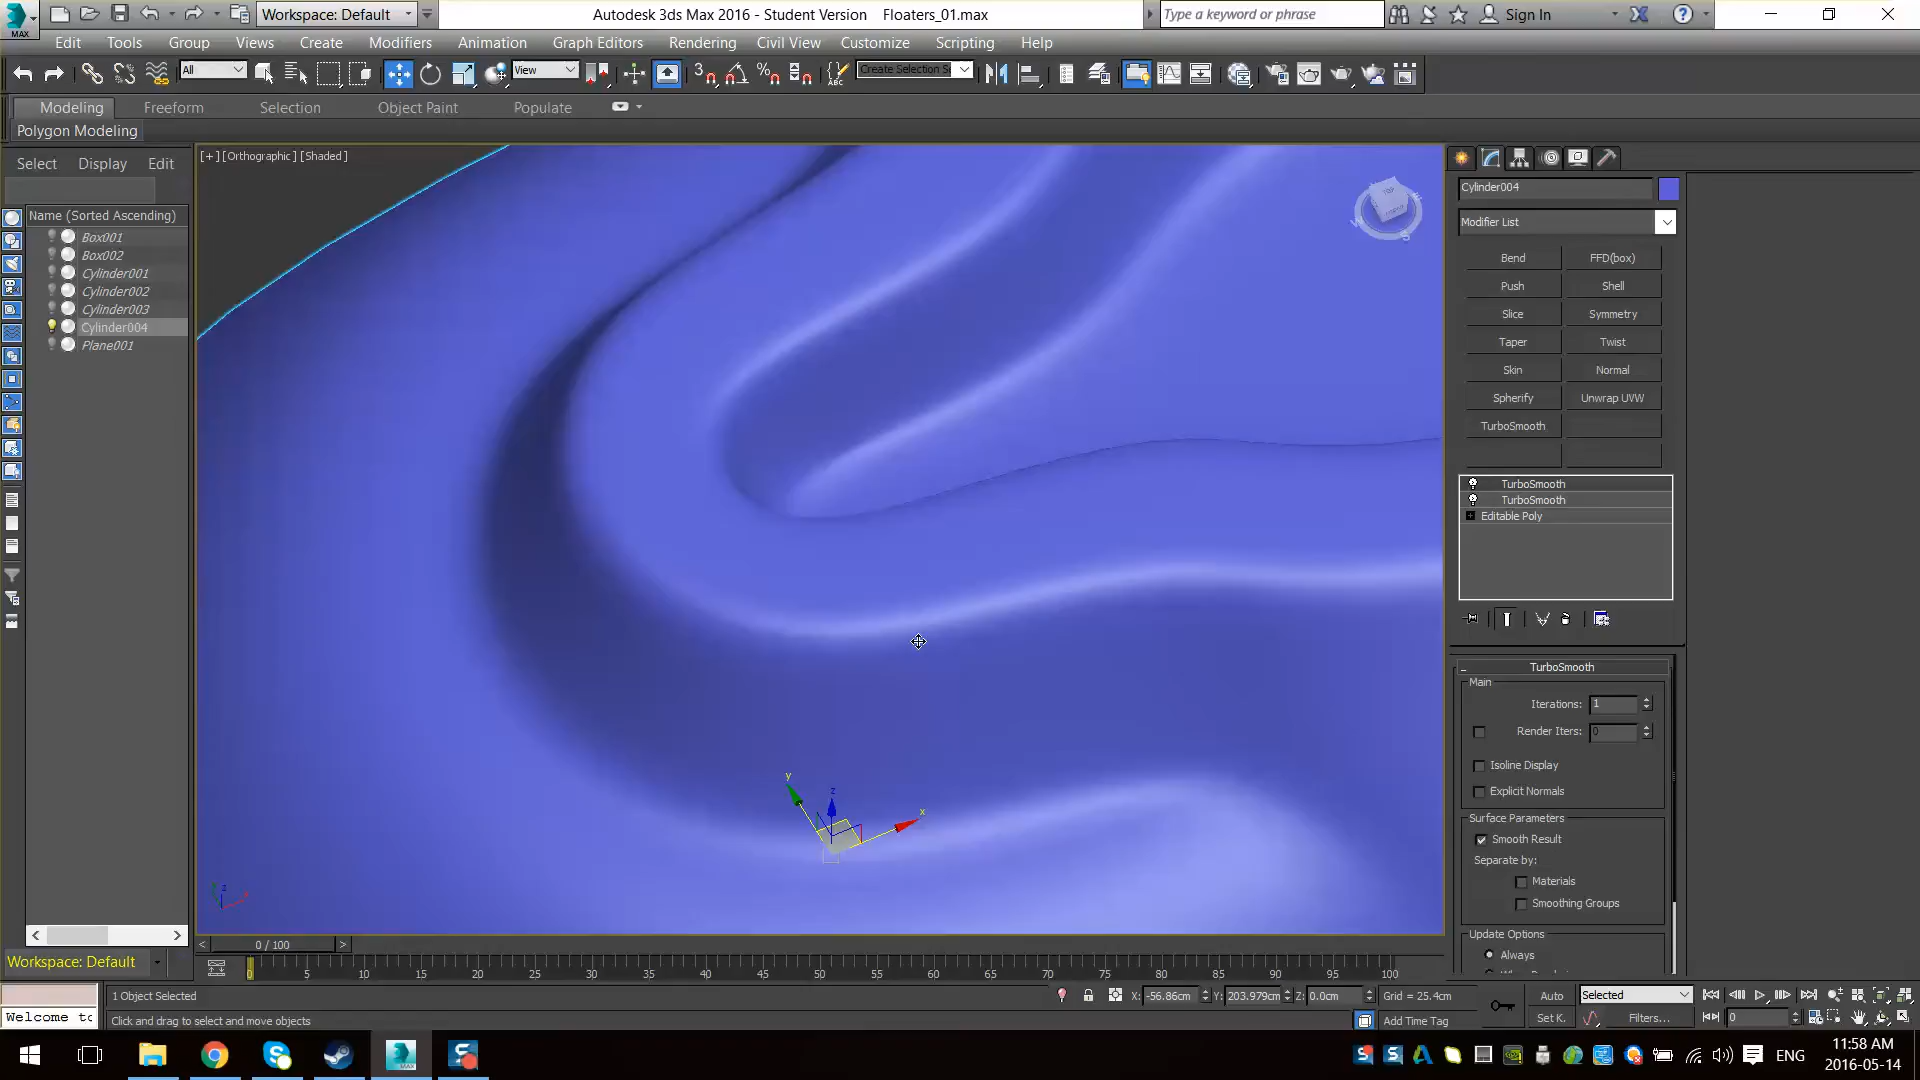 Workspace: Default
Autodesk 3ds Max 2016 - Student Version    Floaters_01.max
Type a keyword or phrase
Sign In
MAX
Edit Tools Group Views Create Modifiers Animation Graph Editors Rendering Civil View Customize Scripting Help
All
View
Create Selection S
Modeling Freeform Selection Object Paint Populate
Polygon Modeling
Select Display Edit
Name (Sorted Ascending)
Box001
Box002
Cylinder001
Cylinder002
Cylinder003
Cylinder004
Plane001
[+] [Orthographic] [Shaded]
TOP
y
z
x
Cylinder004
Modifier List
Bend FFD(box)
Push Shell
Slice Symmetry
Taper Twist
Skin Normal
Spherify Unwrap UVW
TurboSmooth
TurboSmooth
TurboSmooth
Editable Poly
TurboSmooth
Main
Iterations: 1
Render Iters: 0
Isoline Display
Explicit Normals
Surface Parameters
Smooth Result
Separate by:
Materials
Smoothing Groups
Update Options
Always
0 / 100
0 5 10 15 20 25 30 35 40 45 50 55 60 65 70 75 80 85 90 95 100
Workspace: Default
Welcome to
1 Object Selected
Click and drag to select and move objects
X: -56.86cm Y: 203.979cm Z: 0.0cm Grid = 25.4cm
Add Time Tag
Auto Selected
Set K. Filters... 0
ENG
11:58 AM
2016-05-14